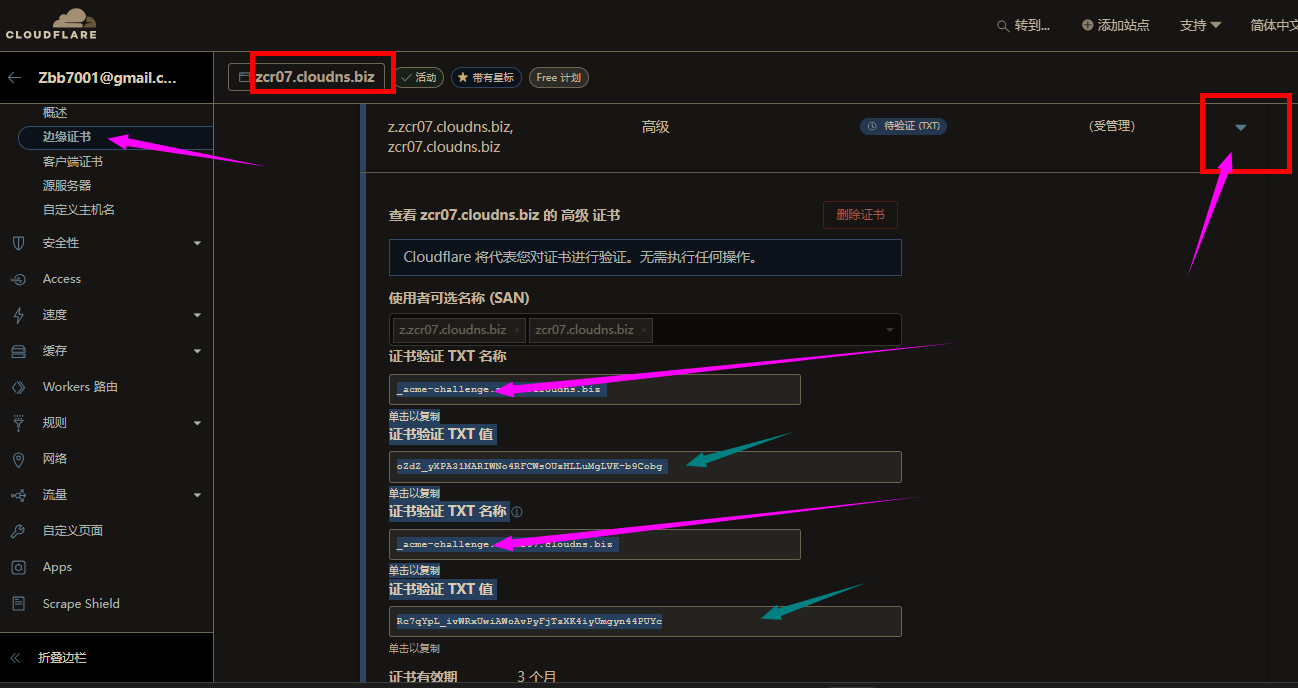 CLOUDFLARE
转到...
添加站点
支持
简体中文
Zbb7001@gmail.c...
zcr07.cloudns.biz
活动
带有星标
Free 计划
概述
边缘证书
客户端证书
源服务器
自定义主机名
安全性
Access
速度
缓存
Workers 路由
规则
网络
流量
自定义页面
Apps
Scrape Shield
折叠边栏
z.zcr07.cloudns.biz,
zcr07.cloudns.biz
高级
待验证 (TXT)
(受管理)
查看 zcr07.cloudns.biz 的 高级 证书
删除证书
Cloudflare 将代表您对证书进行验证。无需执行任何操作。
使用者可选名称 (SAN)
z.zcr07.cloudns.biz ×
zcr07.cloudns.biz ×
证书验证 TXT 名称
_acme-challenge. cloudns.biz
单击以复制
证书验证 TXT 值
oZdZ_yXPA31MARIWNo4RFCWsOUzHLLuMgLVK-b9Cobg
单击以复制
证书验证 TXT 名称
_acme-challenge. cloudns.biz
单击以复制
证书验证 TXT 值
Rc7qYpL_ivWRxUwiAWoAvPyFjTzXK4iyUmgyn44PUYc
单击以复制
证书有效期
3 个月